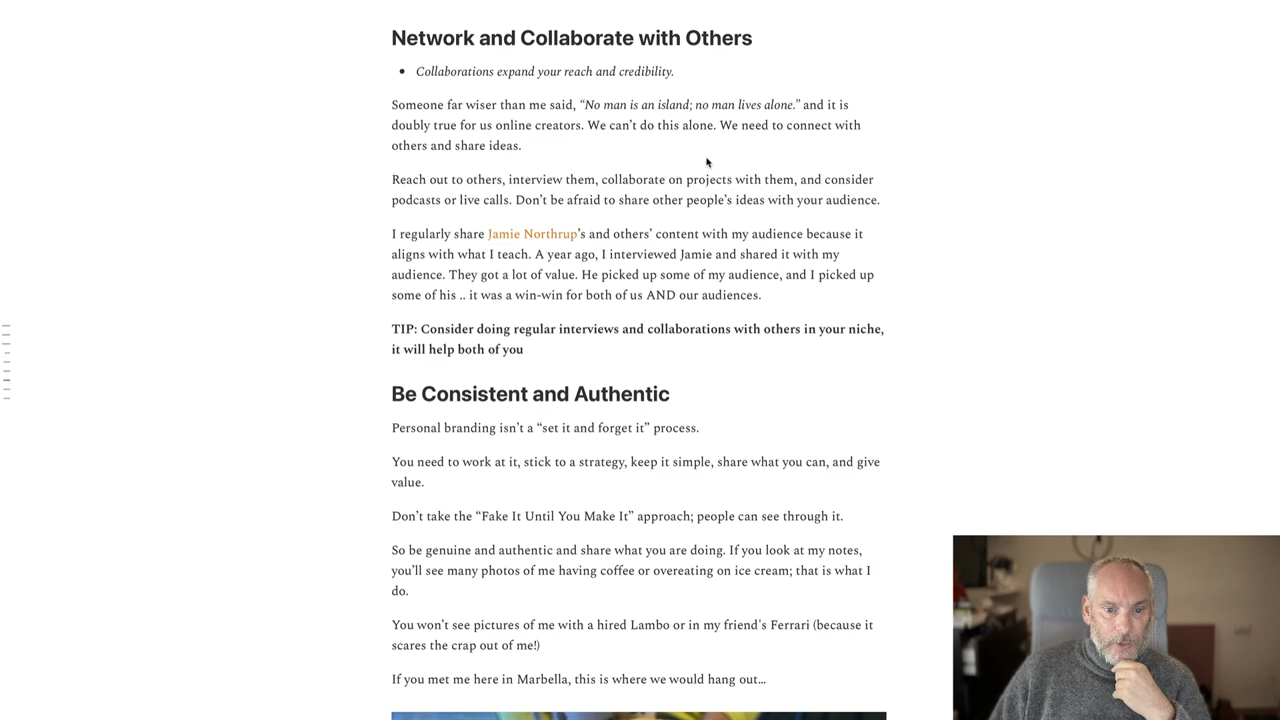 Network and Collaborate with Others
• Collaborations expand your reach and credibility.
Someone far wiser than me said, “No man is an island; no man lives alone.” and it is
doubly true for us online creators. We can’t do this alone. We need to connect with
others and share ideas.
Reach out to others, interview them, collaborate on projects with them, and consider
podcasts or live calls. Don’t be afraid to share other people’s ideas with your audience.
I regularly share Jamie Northrup’s and others’ content with my audience because it
aligns with what I teach. A year ago, I interviewed Jamie and shared it with my
audience. They got a lot of value. He picked up some of my audience, and I picked up
some of his .. it was a win-win for both of us AND our audiences.
TIP: Consider doing regular interviews and collaborations with others in your niche,
it will help both of you
Be Consistent and Authentic
Personal branding isn’t a “set it and forget it” process.
You need to work at it, stick to a strategy, keep it simple, share what you can, and give
value.
Don’t take the “Fake It Until You Make It” approach; people can see through it.
So be genuine and authentic and share what you are doing. If you look at my notes,
you’ll see many photos of me having coffee or overeating on ice cream; that is what I
do.
You won’t see pictures of me with a hired Lambo or in my friend's Ferrari (because it
scares the crap out of me!)
If you met me here in Marbella, this is where we would hang out…